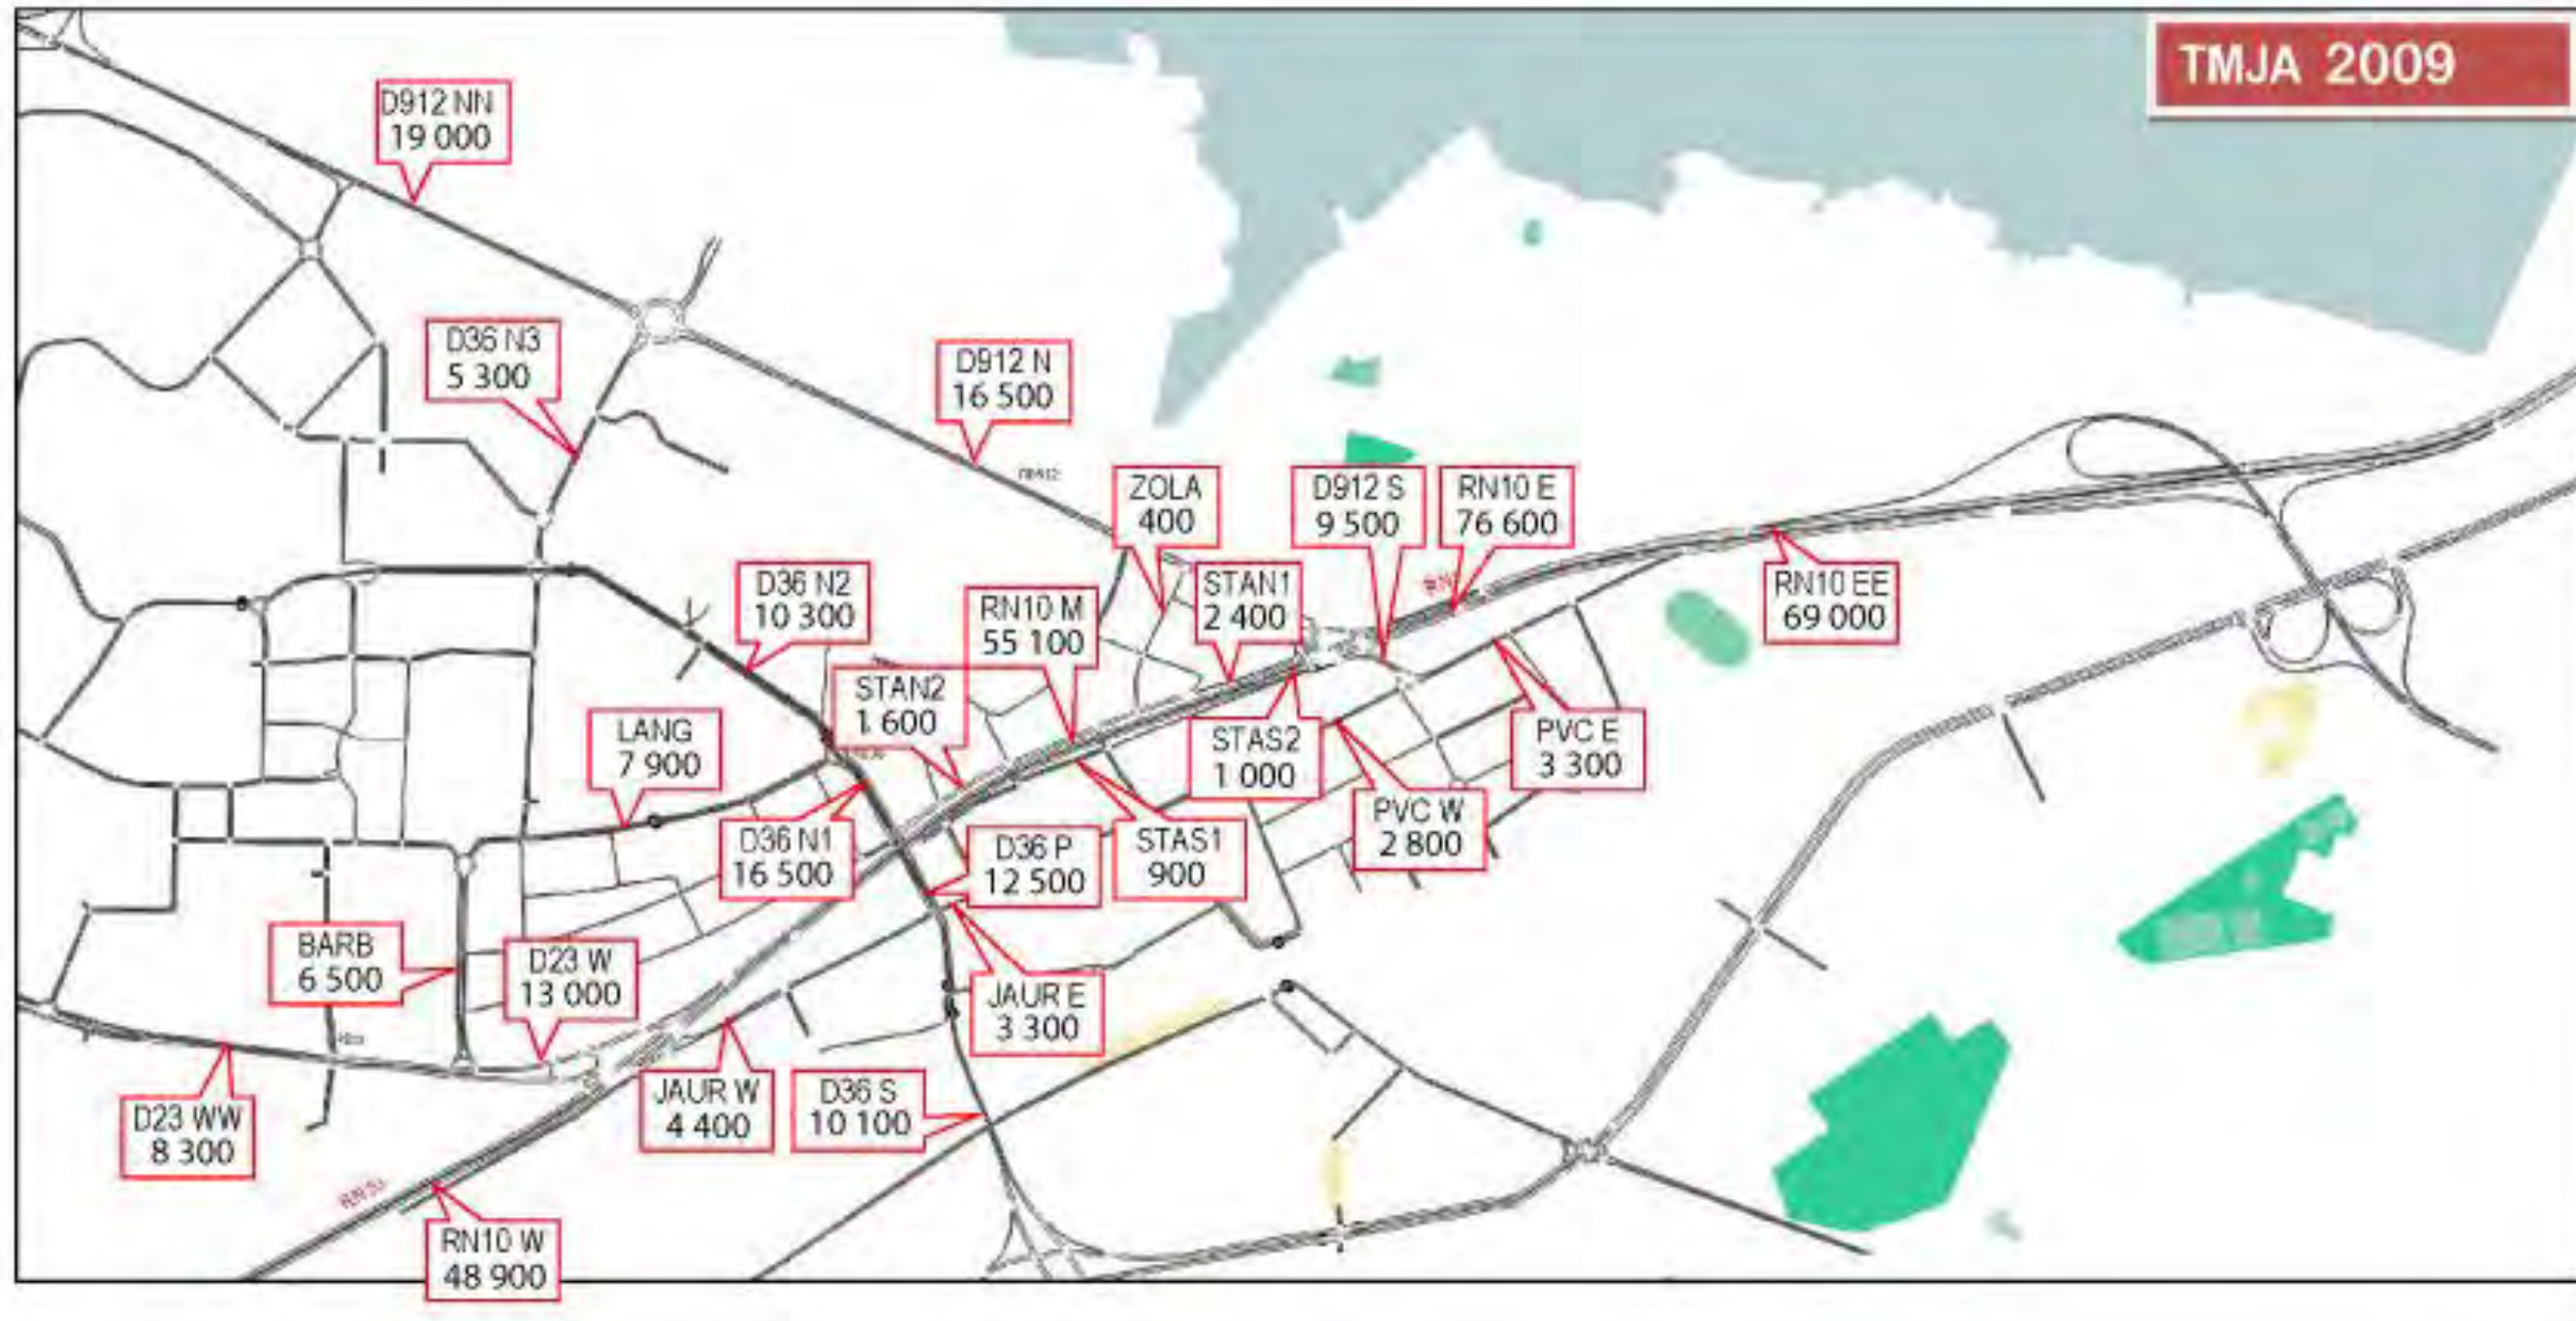 TMJA 2009
D912 NN
19 000
D36 N3
5 300
D912 N
16 500
ZOLA
400
D912 S
9 500
RN10 E
76 600
D36 N2
10 300
RN10 M
55 100
STAN1
2 400
RN10 EE
69 000
STAN2
1 600
LANG
7 900
STAS2
1 000
PVC E
3 300
PVC W
2 800
D36 N1
16 500
D36 P
12 500
STAS1
900
BARB
6 500
D23 W
13 000
JAUR E
3 300
D23 WW
8 300
JAUR W
4 400
D36 S
10 100
RN10
RN10 W
48 900